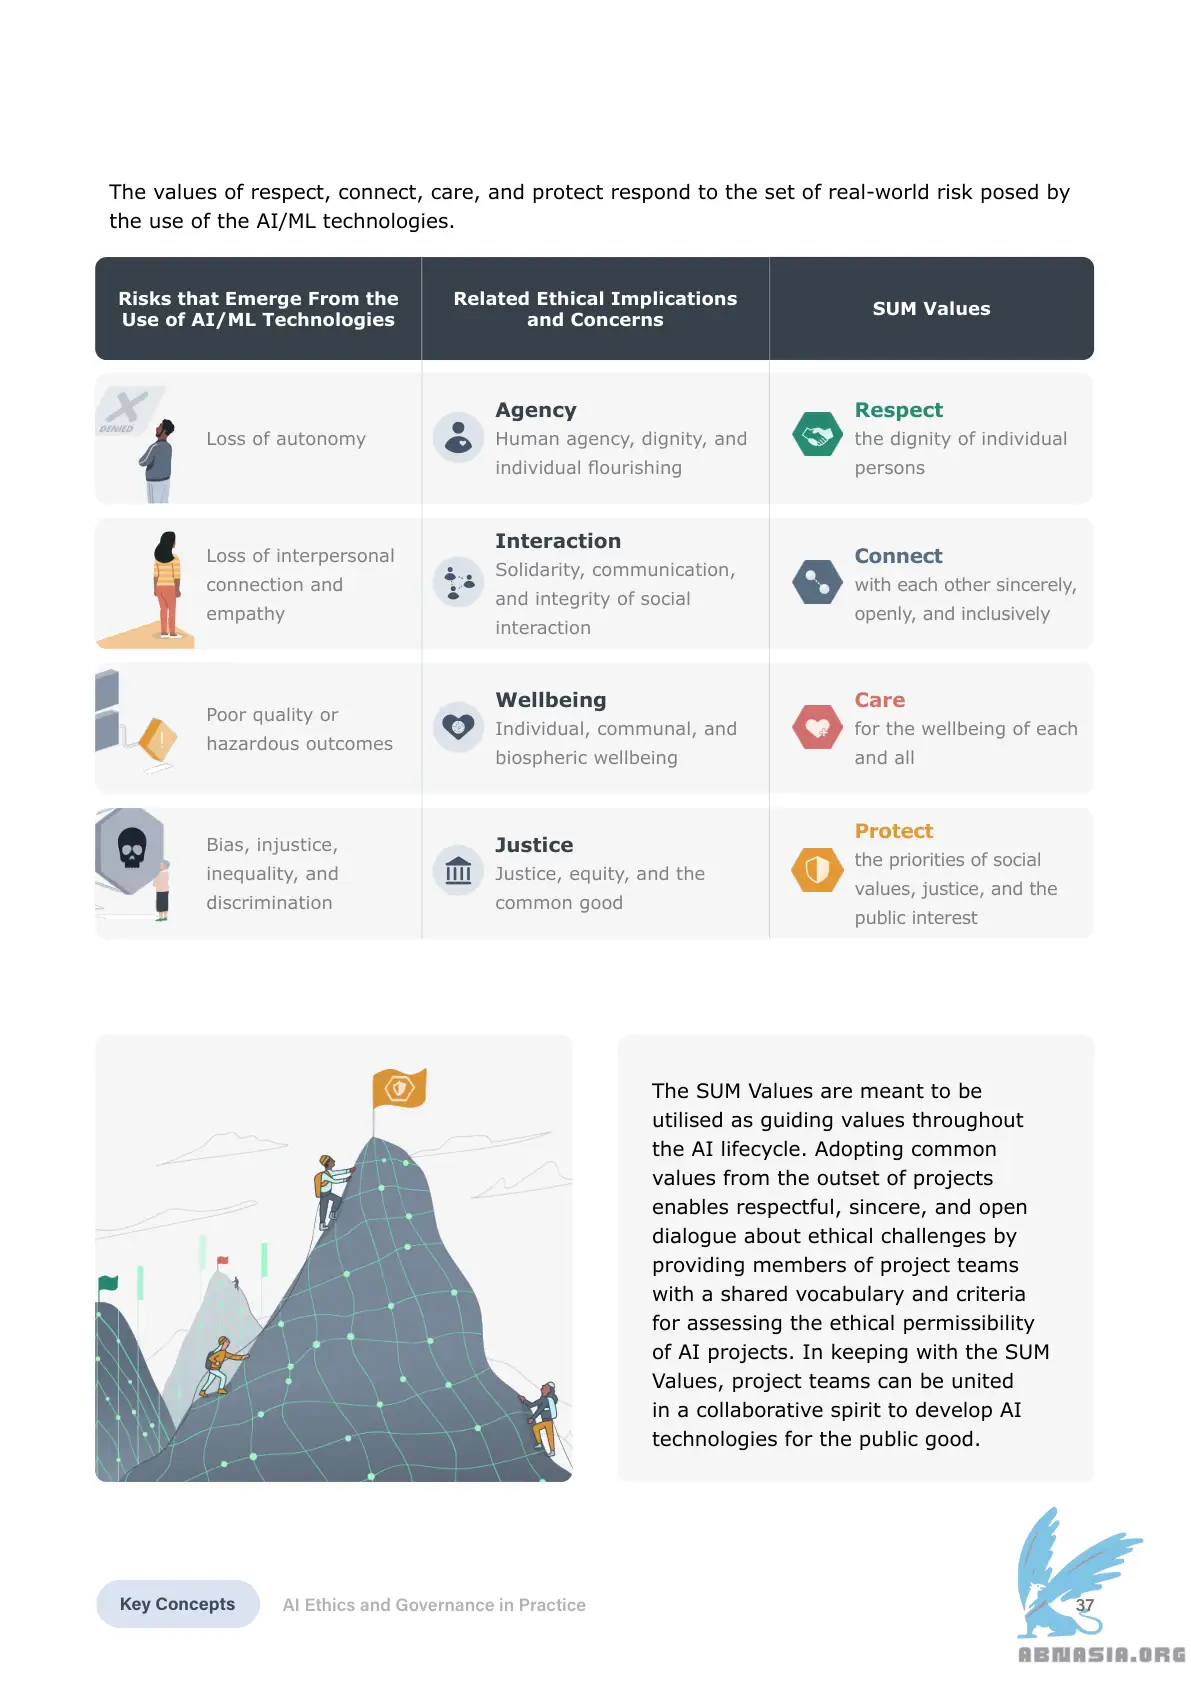 The values of respect, connect, care, and protect respond to the set of real-world risk posed by
the use of the AI/ML technologies.
Risks that Emerge From the
Use of AI/ML Technologies
Related Ethical Implications
and Concerns
SUM Values
DENIED
Loss of autonomy
Agency
Human agency, dignity, and
individual flourishing
Respect
the dignity of individual
persons
Loss of interpersonal
connection and
empathy
Interaction
Solidarity, communication,
and integrity of social
interaction
Connect
with each other sincerely,
openly, and inclusively
Poor quality or
hazardous outcomes
Wellbeing
Individual, communal, and
biospheric wellbeing
Care
for the wellbeing of each
and all
Bias, injustice,
inequality, and
discrimination
Justice
Justice, equity, and the
common good
Protect
the priorities of social
values, justice, and the
public interest
The SUM Values are meant to be
utilised as guiding values throughout
the AI lifecycle. Adopting common
values from the outset of projects
enables respectful, sincere, and open
dialogue about ethical challenges by
providing members of project teams
with a shared vocabulary and criteria
for assessing the ethical permissibility
of AI projects. In keeping with the SUM
Values, project teams can be united
in a collaborative spirit to develop AI
technologies for the public good.
Key Concepts
AI Ethics and Governance in Practice
37
ABNASIA.ORG